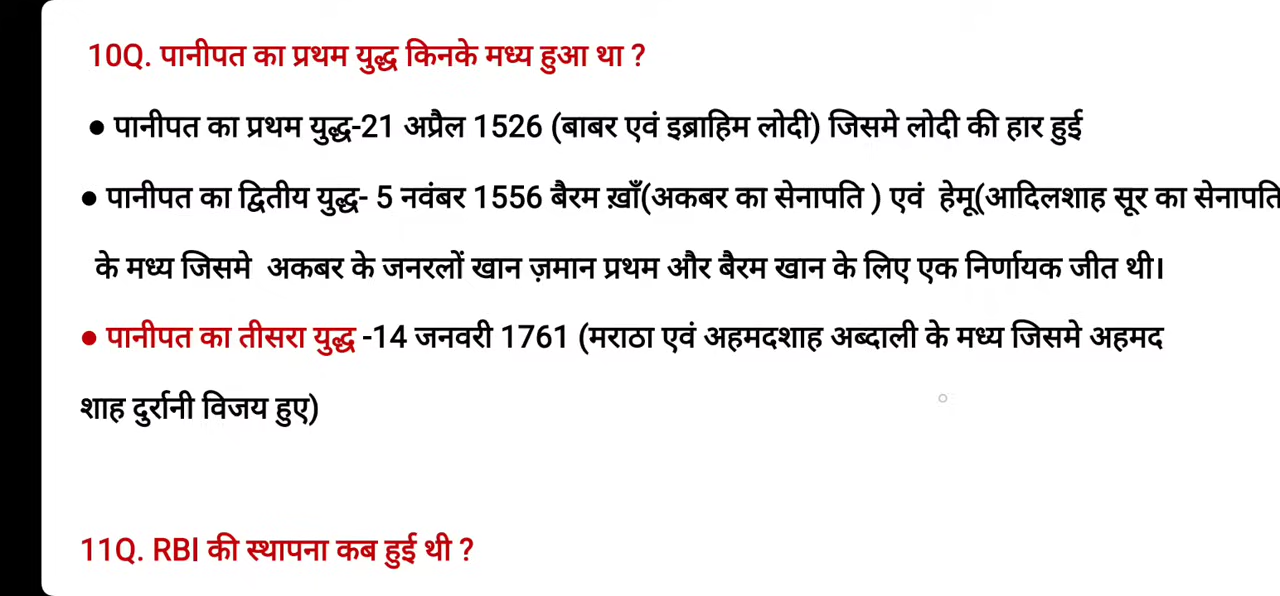 10Q. पानीपत का प्रथम युद्ध किनके मध्य हुआ था ?
● पानीपत का प्रथम युद्ध-21 अप्रैल 1526 (बाबर एवं इब्राहिम लोदी) जिसमे लोदी की हार हुई
● पानीपत का द्वितीय युद्ध- 5 नवंबर 1556 बैरम ख़ाँ(अकबर का सेनापति ) एवं हेमू(आदिलशाह सूर का सेनापति
के मध्य जिसमे अकबर के जनरलों खान ज़मान प्रथम और बैरम खान के लिए एक निर्णायक जीत थी।
● पानीपत का तीसरा युद्ध -14 जनवरी 1761 (मराठा एवं अहमदशाह अब्दाली के मध्य जिसमे अहमद
शाह दुर्रानी विजय हुए)
11Q. RBI की स्थापना कब हुई थी ?